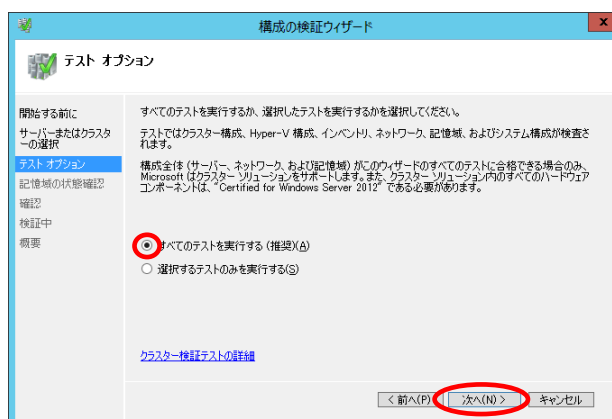 構成の検証ウィザード
x
テスト オプション
開始する前に
サーバーまたはクラスタ
ーの選択
テスト オプション
記憶域の状態確認
確認
検証中
概要
すべてのテストを実行するか、選択したテストを実行するかを選択してください。
テストではクラスター構成、Hyper-V 構成、インベントリ、ネットワーク、記憶域、およびシステム構成が検査さ
れます。
構成全体 (サーバー、ネットワーク、および記憶域) がこのウィザードのすべてのテストに合格できる場合のみ、
Microsoft はクラスター ソリューションをサポートします。また、クラスター ソリューション内のすべてのハードウェア
コンポーネントは、"Certified for Windows Server 2012" である必要があります。
すべてのテストを実行する (推奨)(A)
選択するテストのみを実行する(S)
クラスター検証テストの詳細
< 前へ(P)
次へ(N) >
キャンセル